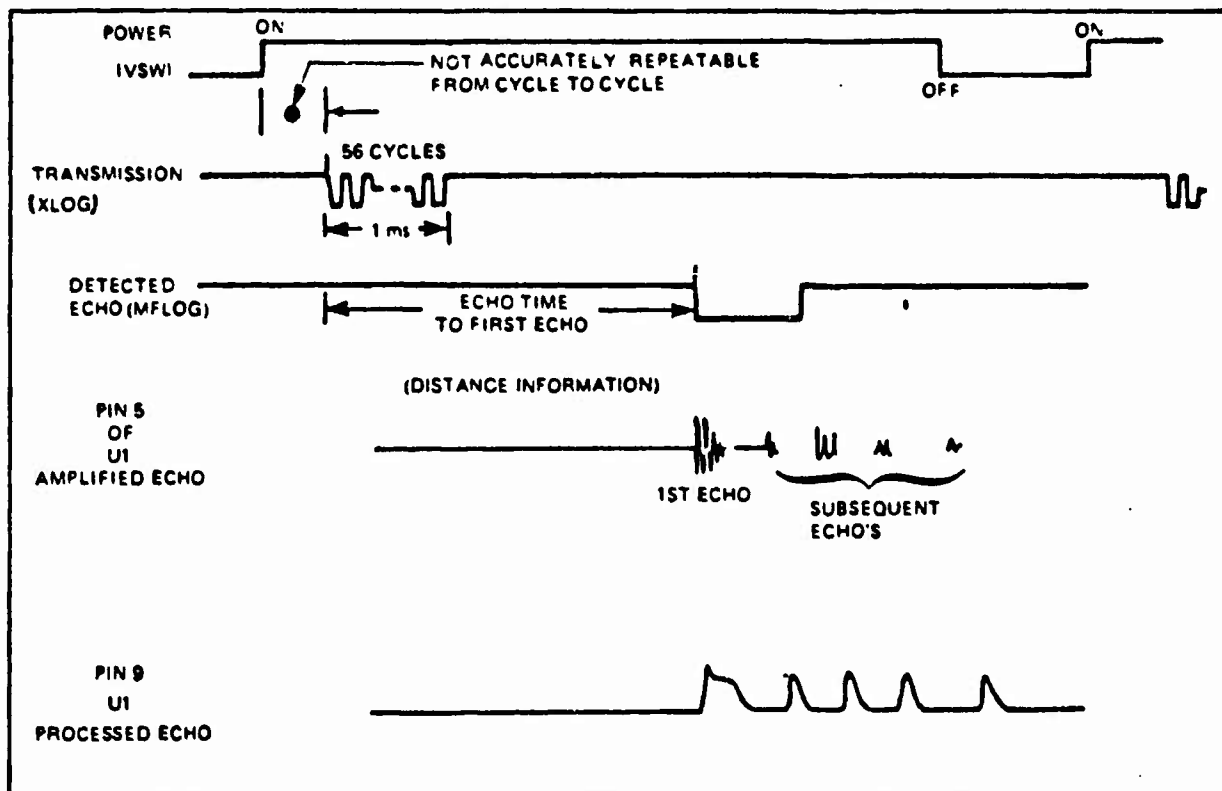 POWER
(VSW)
ON
NOT ACCURATELY REPEATABLE
FROM CYCLE TO CYCLE
OFF
ON
TRANSMISSION
(XLOG)
56 CYCLES
1 ms
DETECTED
ECHO (MFLOG)
ECHO TIME
TO FIRST ECHO
(DISTANCE INFORMATION)
PIN 5
OF
U1
AMPLIFIED ECHO
1ST ECHO
SUBSEQUENT
ECHO'S
PIN 9
U1
PROCESSED ECHO